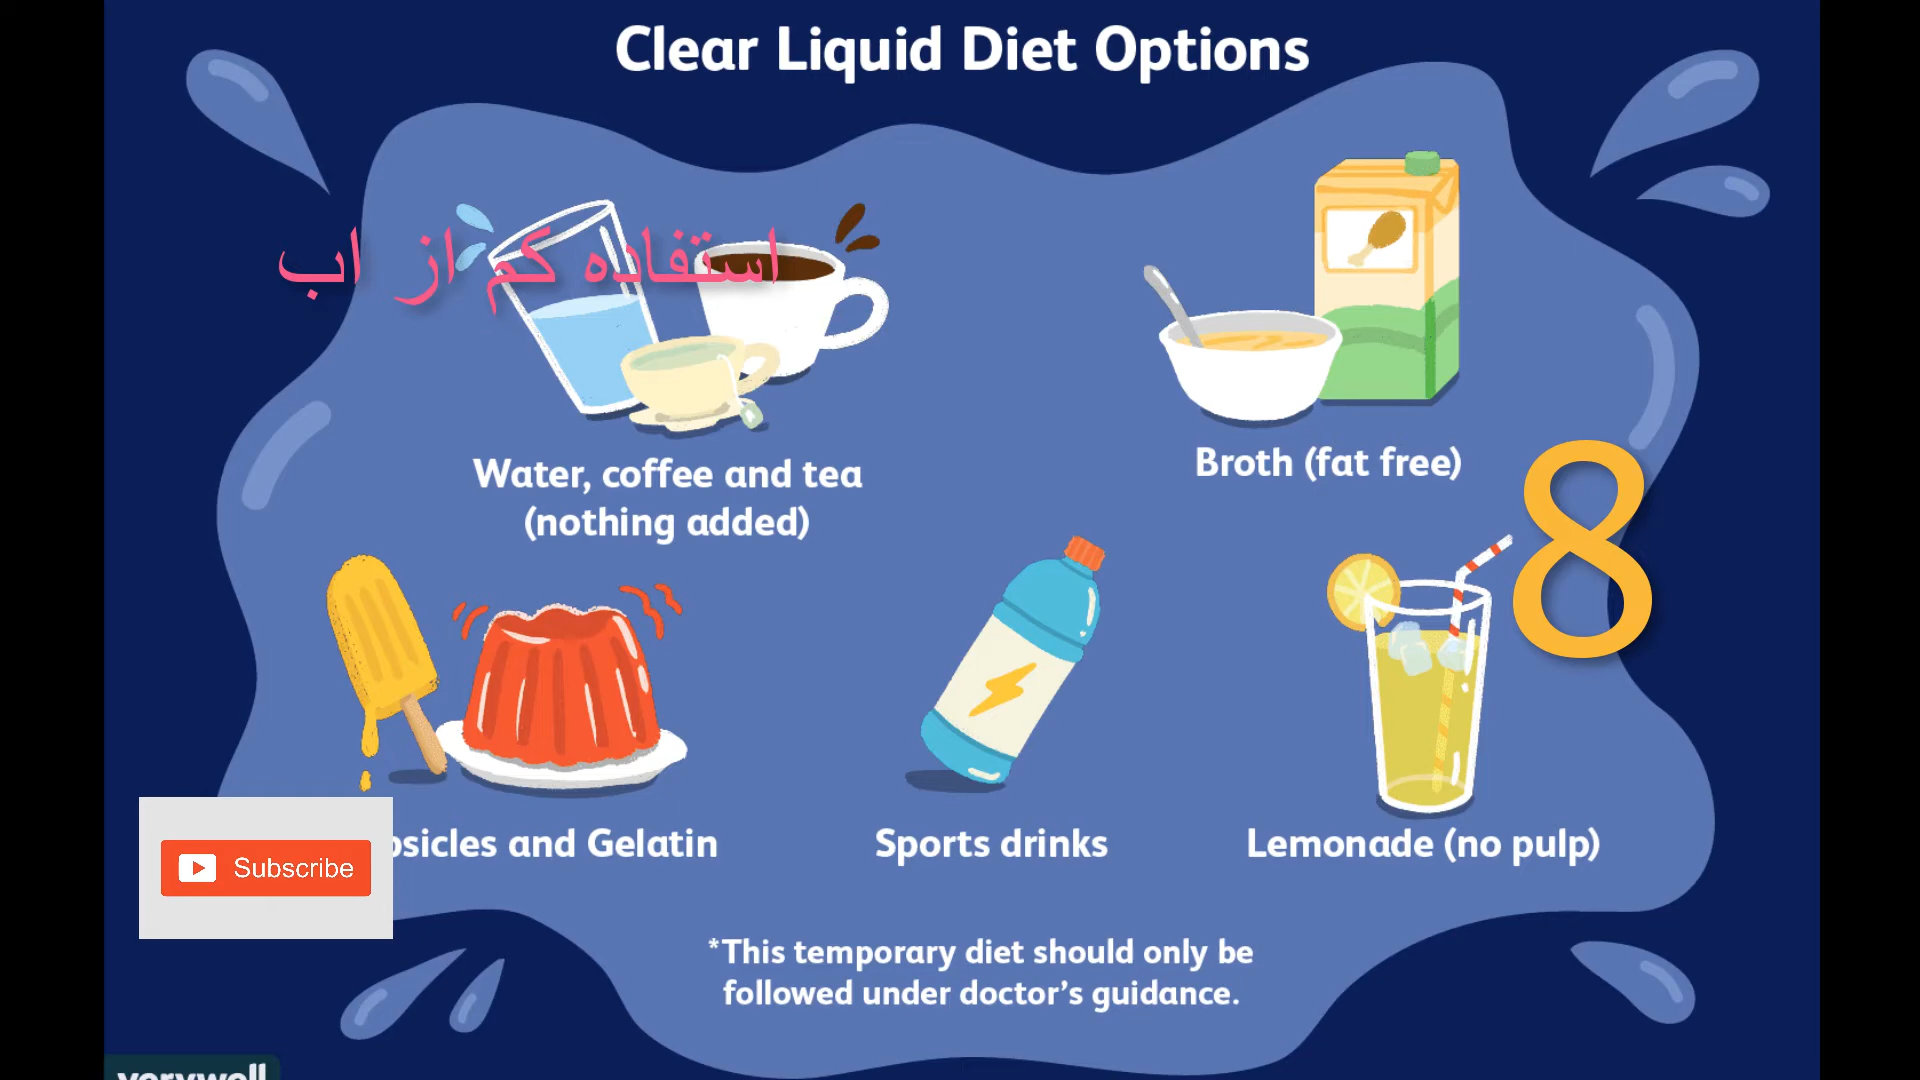 Clear Liquid Diet Options
استفاده کم از اب
Water, coffee and tea
(nothing added)
Broth (fat free)
8
and Gelatin
Sports drinks
Lemonade (no pulp)
Subscribe
*This temporary diet should only be
followed under doctor's guidance.
verywell